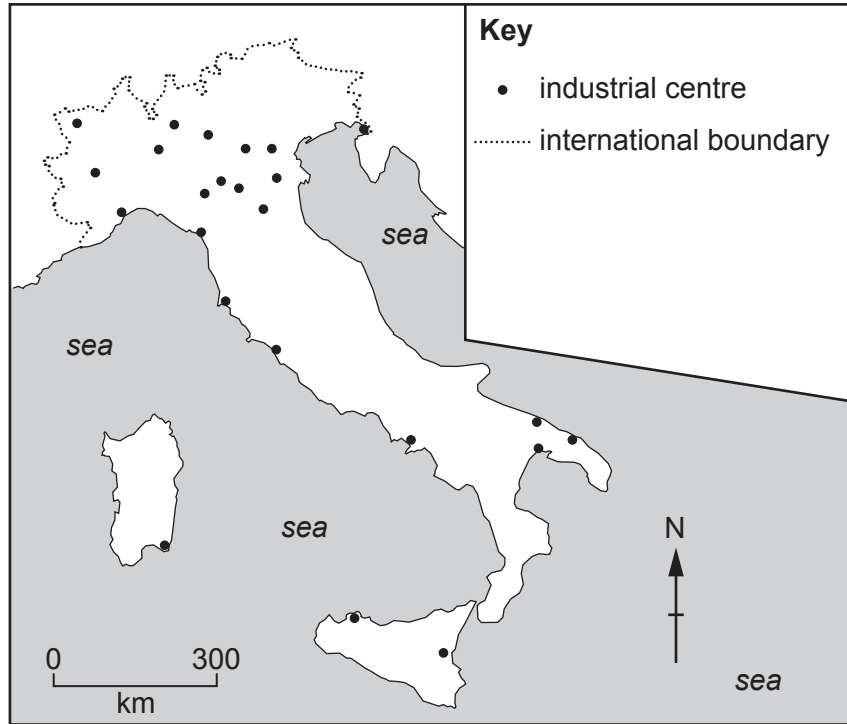 Key
industrial centre
international boundary
sea
sea
sea
N
0 300
km
sea